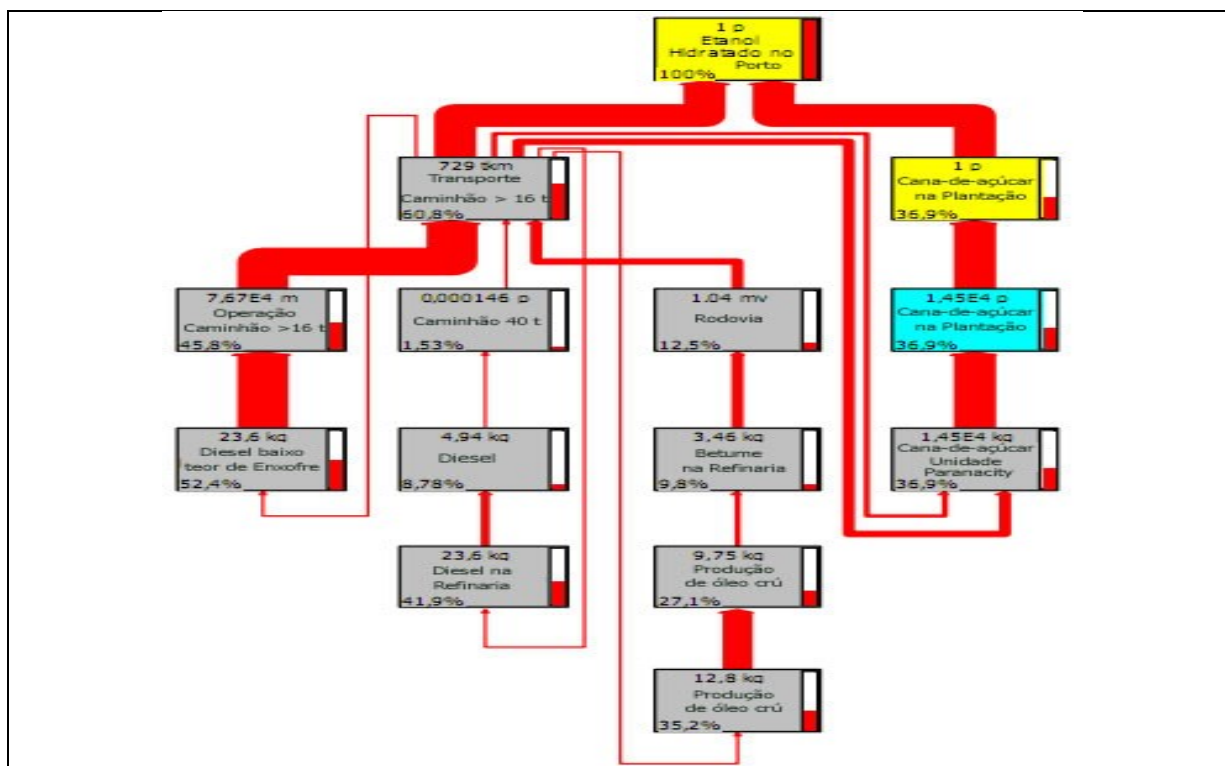 1 p
Etanol
Hidratado no
Porto
100%
729 tkm
Transporte
Caminhão > 16 t
60,8%
1 p
Cana-de-açúcar
na Plantação
36,9%
7,67E4 m
Operação
Caminhão >16 t
45,8%
0,000146 p
Caminhão 40 t
1,53%
1.04 mv
Rodovia
12,5%
1,45E4 p
Cana-de-açúcar
na Plantação
36,9%
23,6 kg
Diesel baixo
teor de Enxofre
52,4%
4,94 kg
Diesel
8,78%
3,46 kg
Betume
na Refinaria
9,8%
1,45E4 kg
Cana-de-açúcar
Unidade
Paranacity
36,9%
23,6 kg
Diesel na
Refinaria
41,9%
9,75 kg
Produção
de óleo crú
27,1%
12,8 kg
Produção
de óleo crú
35,2%